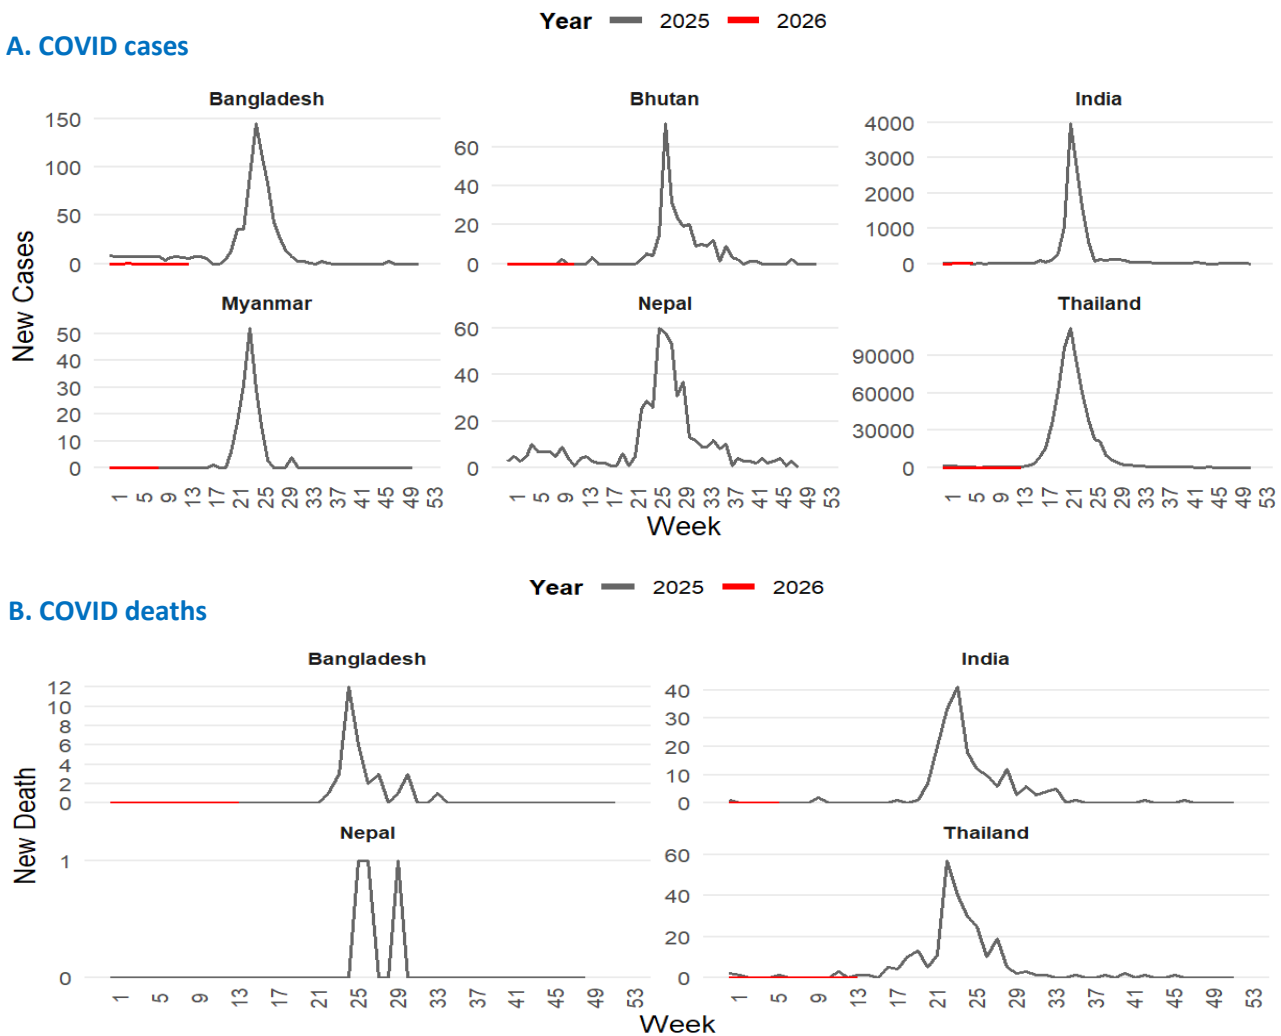 Year 2025 2026
A. COVID cases
Bangladesh Bhutan India
150 100 50 0
60 40 20 0
4000 3000 2000 1000 0
New Cases
Myanmar Nepal Thailand
50 40 30 20 10 0
60 40 20 0
90000 60000 30000 0
1 5 9 13 17 21 25 29 33 37 41 45 49 53
1 5 9 13 17 21 25 29 33 37 41 45 49 53
1 5 9 13 17 21 25 29 33 37 41 45 49 53
Week
Year 2025 2026
B. COVID deaths
Bangladesh India
12 10 8 6 4 2 0
40 30 20 10 0
New Death
Nepal Thailand
1 0
60 40 20 0
1 5 9 13 17 21 25 29 33 37 41 45 49 53
1 5 9 13 17 21 25 29 33 37 41 45 49 53
Week